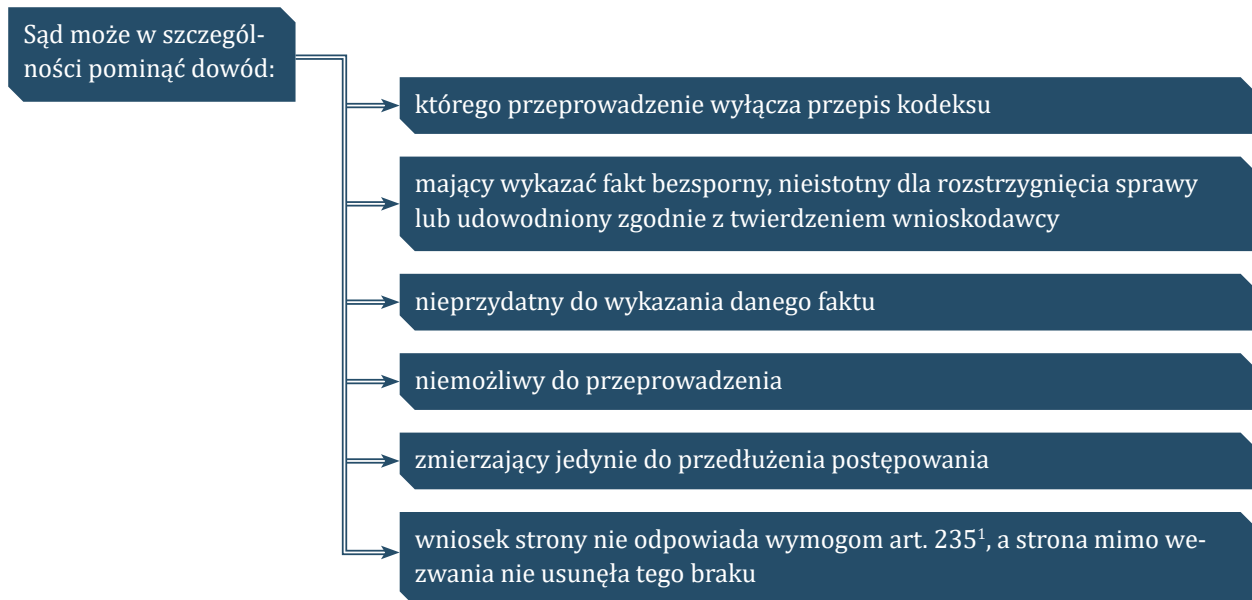 Sąd może w szczegól-
ności pominąć dowód:
którego przeprowadzenie wyłącza przepis kodeksu
mający wykazać fakt bezsporny, nieistotny dla rozstrzygnięcia sprawy
lub udowodniony zgodnie z twierdzeniem wnioskodawcy
nieprzydatny do wykazania danego faktu
niemożliwy do przeprowadzenia
zmierzający jedynie do przedłużenia postępowania
wniosek strony nie odpowiada wymogom art. 235¹, a strona mimo we-
zwania nie usunęła tego braku